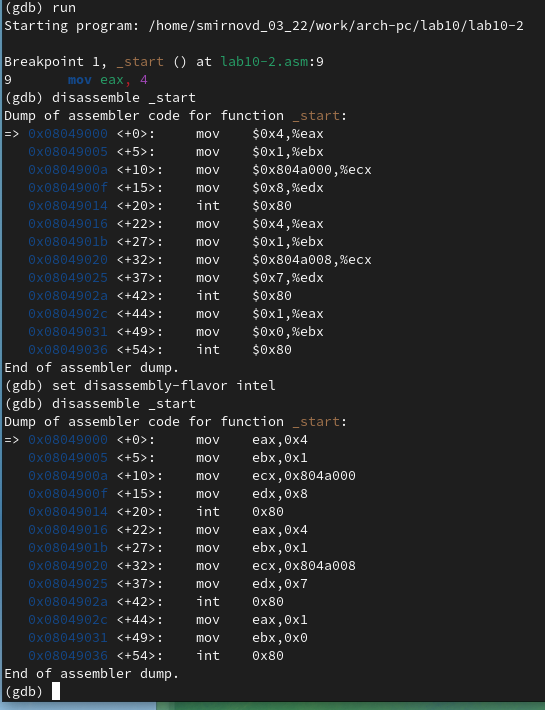 (gdb) run
Starting program: /home/smirnovd_03_22/work/arch-pc/lab10/lab10-2
Breakpoint 1, _start () at lab10-2.asm:9
9       mov eax, 4
(gdb) disassemble _start
Dump of assembler code for function _start:
=> 0x08049000 <+0>:     mov    $0x4,%eax
   0x08049005 <+5>:     mov    $0x1,%ebx
   0x0804900a <+10>:    mov    $0x804a000,%ecx
   0x0804900f <+15>:    mov    $0x8,%edx
   0x08049014 <+20>:    int    $0x80
   0x08049016 <+22>:    mov    $0x4,%eax
   0x0804901b <+27>:    mov    $0x1,%ebx
   0x08049020 <+32>:    mov    $0x804a008,%ecx
   0x08049025 <+37>:    mov    $0x7,%edx
   0x0804902a <+42>:    int    $0x80
   0x0804902c <+44>:    mov    $0x1,%eax
   0x08049031 <+49>:    mov    $0x0,%ebx
   0x08049036 <+54>:    int    $0x80
End of assembler dump.
(gdb) set disassembly-flavor intel
(gdb) disassemble _start
Dump of assembler code for function _start:
=> 0x08049000 <+0>:     mov    eax,0x4
   0x08049005 <+5>:     mov    ebx,0x1
   0x0804900a <+10>:    mov    ecx,0x804a000
   0x0804900f <+15>:    mov    edx,0x8
   0x08049014 <+20>:    int    0x80
   0x08049016 <+22>:    mov    eax,0x4
   0x0804901b <+27>:    mov    ebx,0x1
   0x08049020 <+32>:    mov    ecx,0x804a008
   0x08049025 <+37>:    mov    edx,0x7
   0x0804902a <+42>:    int    0x80
   0x0804902c <+44>:    mov    eax,0x1
   0x08049031 <+49>:    mov    ebx,0x0
   0x08049036 <+54>:    int    0x80
End of assembler dump.
(gdb)